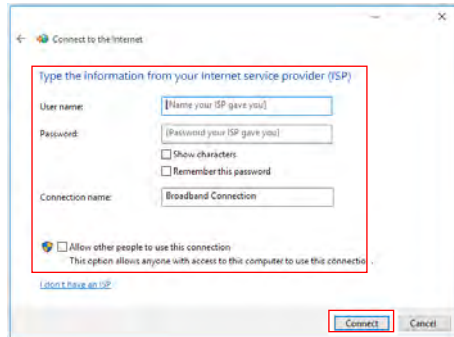 Connect to the Internet
Type the information from your Internet service provider (ISP)
User name:
[Name your ISP gave you]
Password:
[Password your ISP gave you]
Show characters
Remember this password
Connection name:
Broadband Connection
Allow other people to use this connection
This option allows anyone with access to this computer to use this connection.
I don't have an ISP
Connect
Cancel